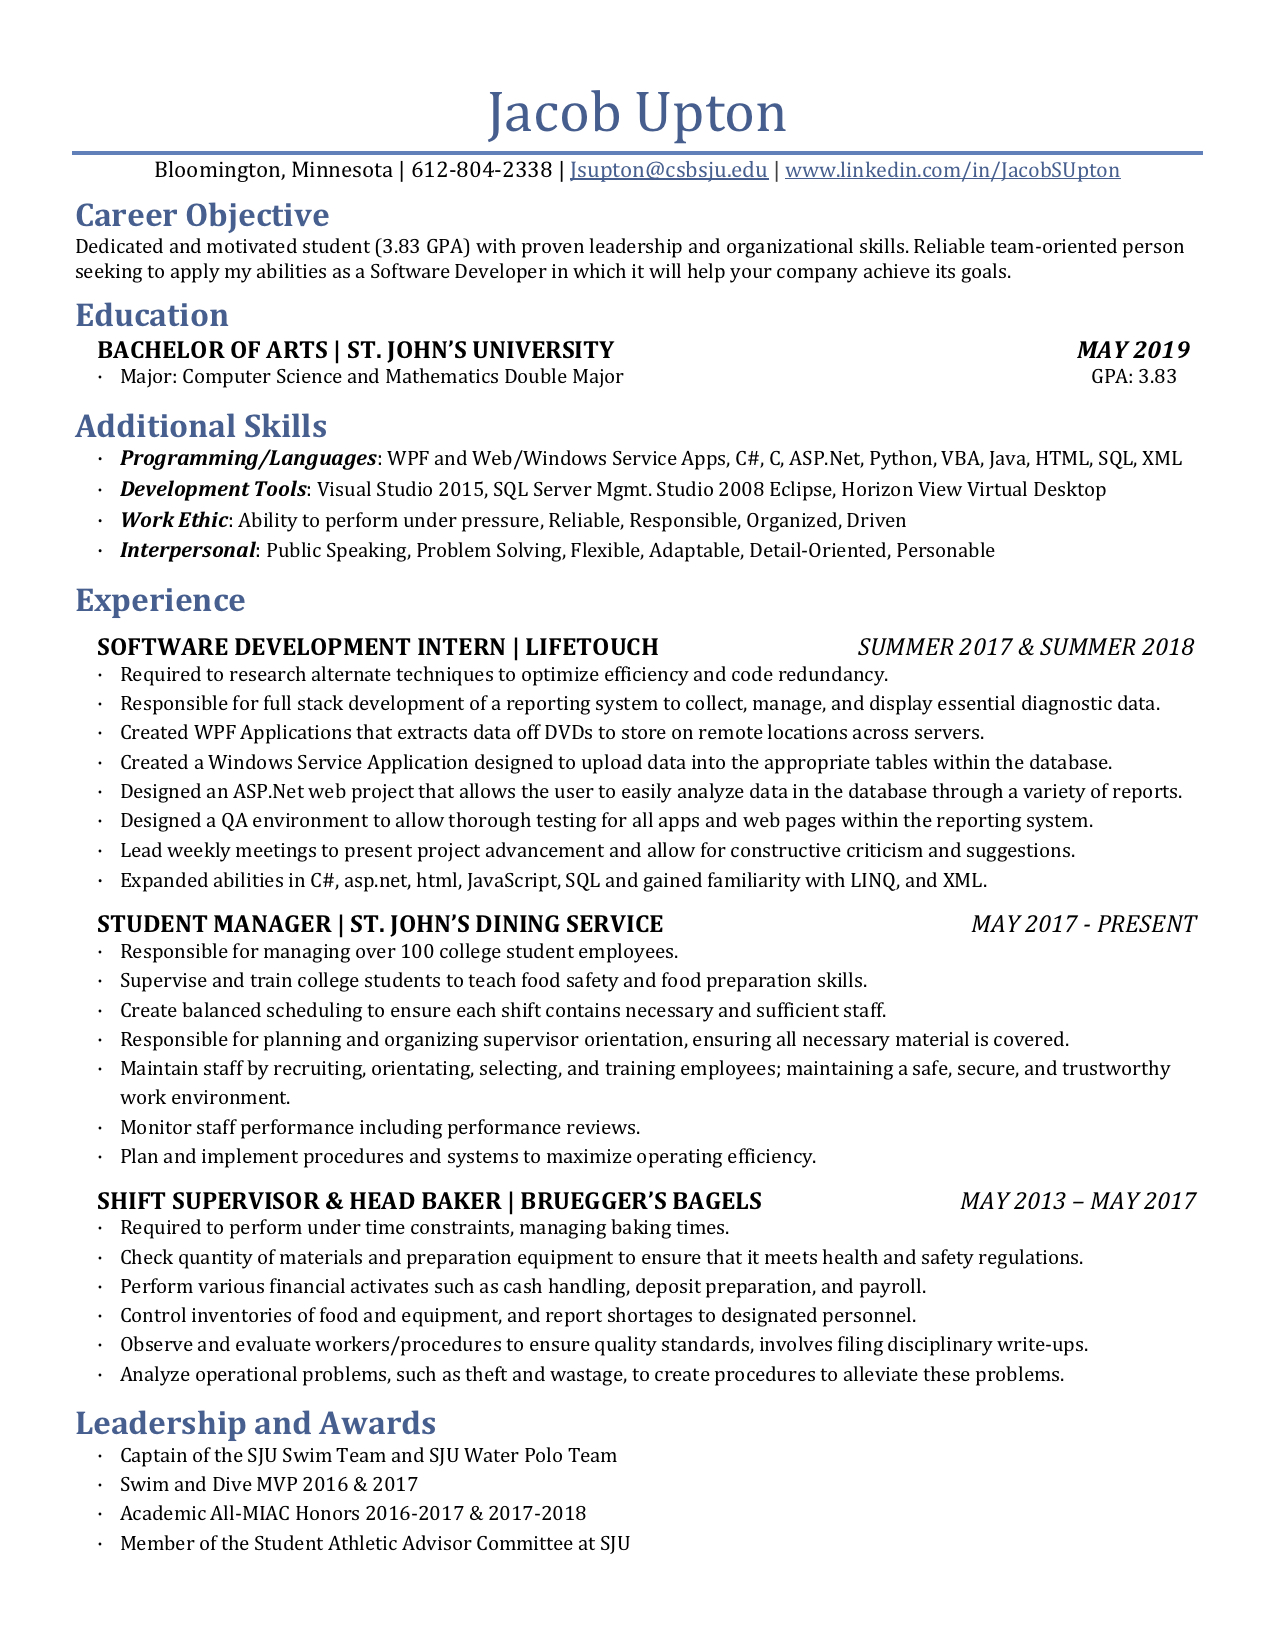 Jacob Upton
Bloomington, Minnesota | 612-804-2338 | Jsupton@csbsju.edu | www.linkedin.com/in/JacobSUpton
Career Objective
Dedicated and motivated student (3.83 GPA) with proven leadership and organizational skills. Reliable team-oriented person
seeking to apply my abilities as a Software Developer in which it will help your company achieve its goals.
Education
BACHELOR OF ARTS | ST. JOHN’S UNIVERSITY MAY 2019
· Major: Computer Science and Mathematics Double Major GPA: 3.83
Additional Skills
· Programming/Languages: WPF and Web/Windows Service Apps, C#, C, ASP.Net, Python, VBA, Java, HTML, SQL, XML
· Development Tools: Visual Studio 2015, SQL Server Mgmt. Studio 2008 Eclipse, Horizon View Virtual Desktop
· Work Ethic: Ability to perform under pressure, Reliable, Responsible, Organized, Driven
· Interpersonal: Public Speaking, Problem Solving, Flexible, Adaptable, Detail-Oriented, Personable
Experience
SOFTWARE DEVELOPMENT INTERN | LIFETOUCH SUMMER 2017 & SUMMER 2018
· Required to research alternate techniques to optimize efficiency and code redundancy.
· Responsible for full stack development of a reporting system to collect, manage, and display essential diagnostic data.
· Created WPF Applications that extracts data off DVDs to store on remote locations across servers.
· Created a Windows Service Application designed to upload data into the appropriate tables within the database.
· Designed an ASP.Net web project that allows the user to easily analyze data in the database through a variety of reports.
· Designed a QA environment to allow thorough testing for all apps and web pages within the reporting system.
· Lead weekly meetings to present project advancement and allow for constructive criticism and suggestions.
· Expanded abilities in C#, asp.net, html, JavaScript, SQL and gained familiarity with LINQ, and XML.
STUDENT MANAGER | ST. JOHN’S DINING SERVICE MAY 2017 - PRESENT
· Responsible for managing over 100 college student employees.
· Supervise and train college students to teach food safety and food preparation skills.
· Create balanced scheduling to ensure each shift contains necessary and sufficient staff.
· Responsible for planning and organizing supervisor orientation, ensuring all necessary material is covered.
· Maintain staff by recruiting, orientating, selecting, and training employees; maintaining a safe, secure, and trustworthy
work environment.
· Monitor staff performance including performance reviews.
· Plan and implement procedures and systems to maximize operating efficiency.
SHIFT SUPERVISOR & HEAD BAKER | BRUEGGER’S BAGELS MAY 2013 – MAY 2017
· Required to perform under time constraints, managing baking times.
· Check quantity of materials and preparation equipment to ensure that it meets health and safety regulations.
· Perform various financial activates such as cash handling, deposit preparation, and payroll.
· Control inventories of food and equipment, and report shortages to designated personnel.
· Observe and evaluate workers/procedures to ensure quality standards, involves filing disciplinary write-ups.
· Analyze operational problems, such as theft and wastage, to create procedures to alleviate these problems.
Leadership and Awards
· Captain of the SJU Swim Team and SJU Water Polo Team
· Swim and Dive MVP 2016 & 2017
· Academic All-MIAC Honors 2016-2017 & 2017-2018
· Member of the Student Athletic Advisor Committee at SJU